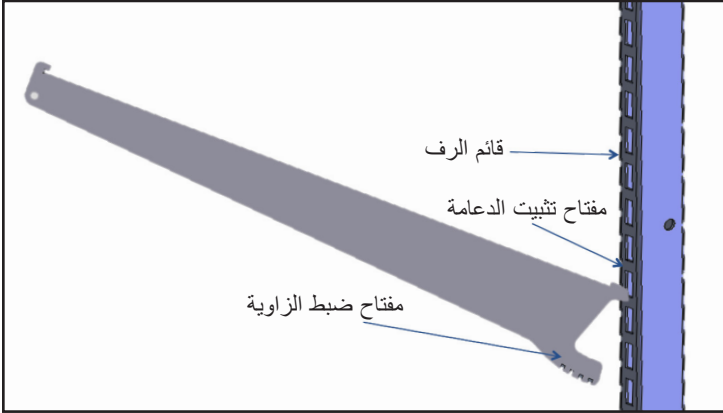 قائم الرف
مفتاح تثبيت الدعامة
مفتاح ضبط الزاوية